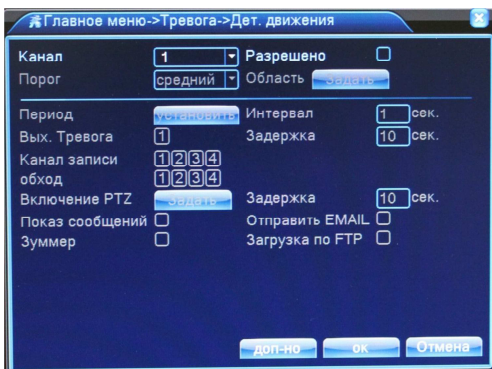 Главное меню->Тревога->Дет. движения
Канал 1 Разрешено
Порог средний Область Задать
Период установить Интервал 1 сек.
Вых. Тревога 1 Задержка 10 сек.
Канал записи 1 2 3 4
обход 1 2 3 4
Включение PTZ Задать Задержка 10 сек.
Показ сообщений Отправить EMAIL
Зуммер Загрузка по FTP
доп-но ок Отмена